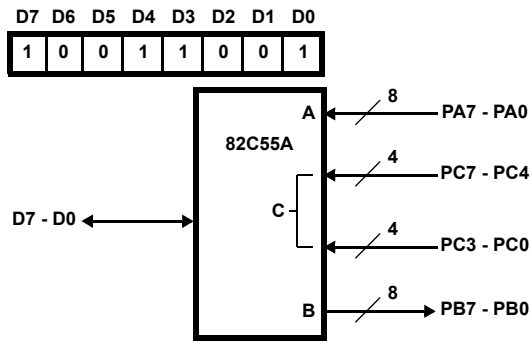 D7 D6 D5 D4 D3 D2 D1 D0
1 0 0 1 1 0 0 1
A 8 PA7 - PA0
82C55A
4 PC7 - PC4
C
D7 - D0
4 PC3 - PC0
B 8 PB7 - PB0